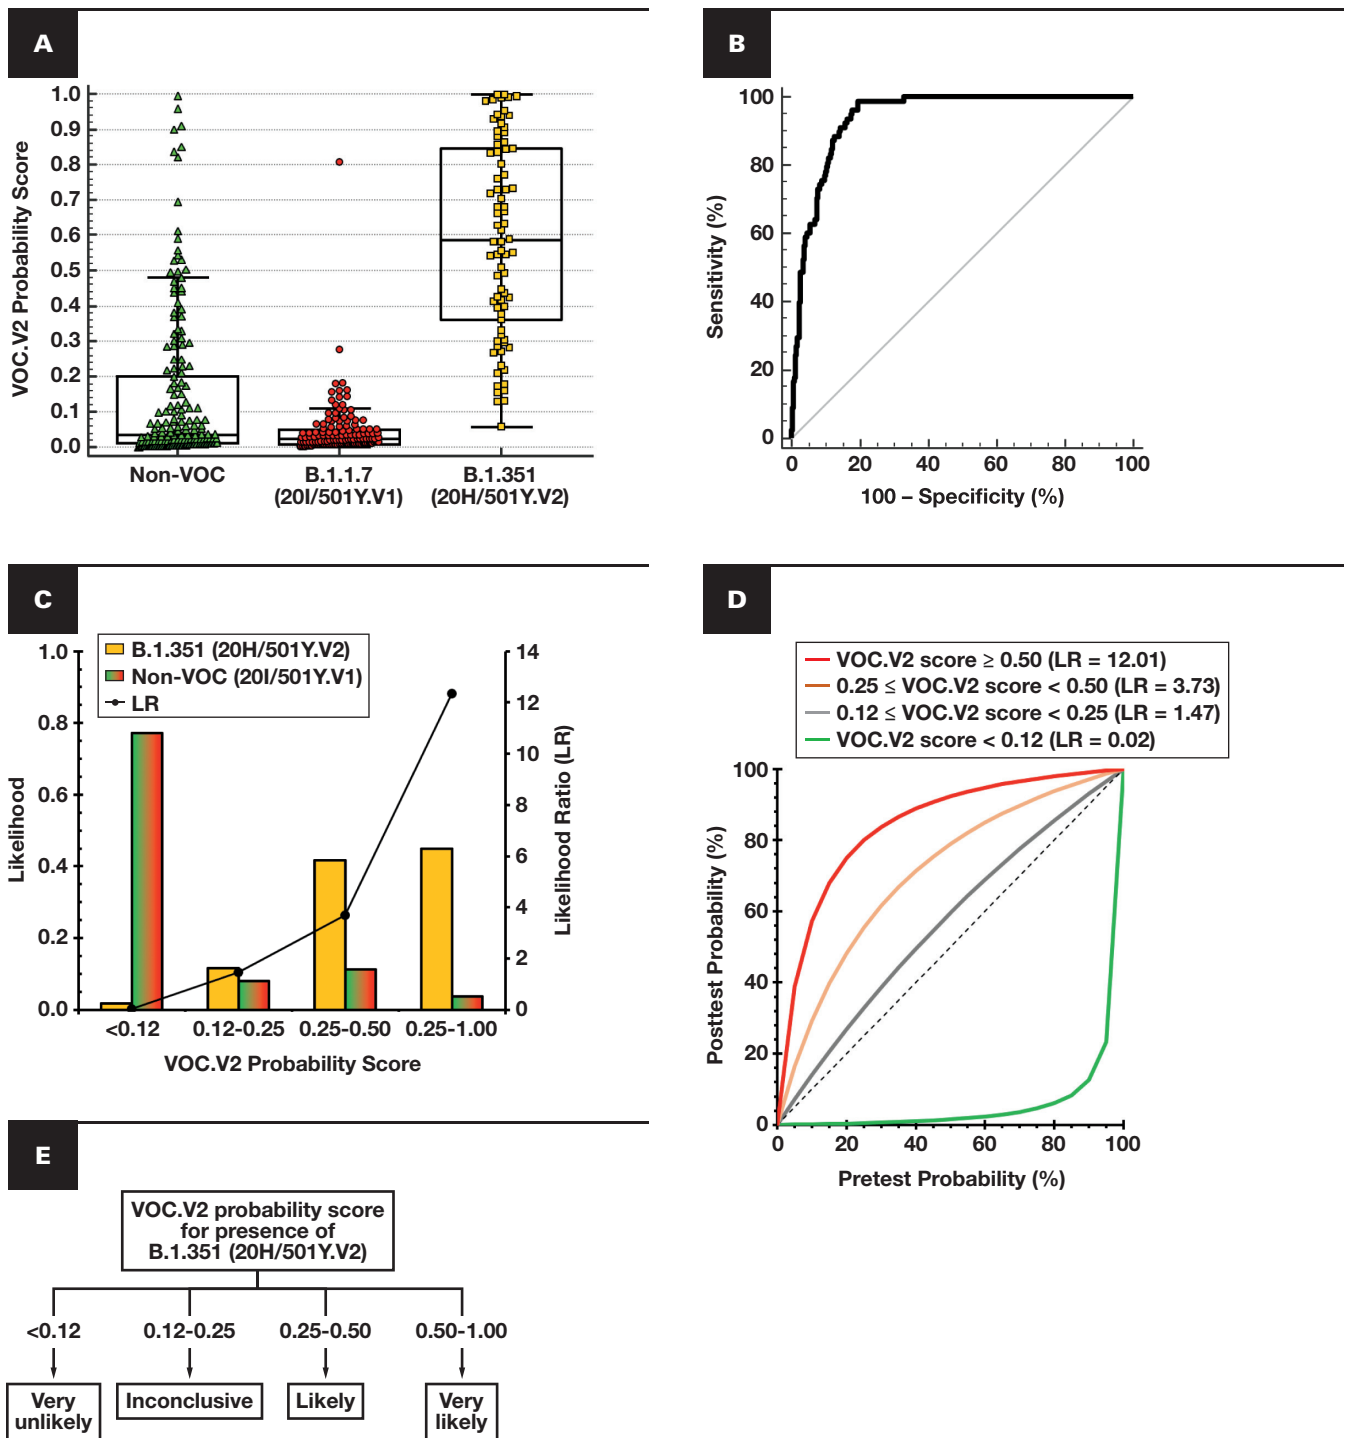 A
VOC.V2 Probability Score
1.0
0.9
0.8
0.7
0.6
0.5
0.4
0.3
0.2
0.1
0.0
Non-VOC
B.1.1.7
(20I/501Y.V1)
B.1.351
(20H/501Y.V2)
B
Sensitivity (%)
100
80
60
40
20
0
0 20 40 60 80 100
100 – Specificity (%)
C
B.1.351 (20H/501Y.V2)
Non-VOC (20I/501Y.V1)
LR
Likelihood
1.0
0.8
0.6
0.4
0.2
0.0
14
12
10
8
6
4
2
0
Likelihood Ratio (LR)
<0.12 0.12-0.25 0.25-0.50 0.25-1.00
VOC.V2 Probability Score
D
VOC.V2 score ≥ 0.50 (LR = 12.01)
0.25 ≤ VOC.V2 score < 0.50 (LR = 3.73)
0.12 ≤ VOC.V2 score < 0.25 (LR = 1.47)
VOC.V2 score < 0.12 (LR = 0.02)
Posttest Probability (%)
100
80
60
40
20
0
0 20 40 60 80 100
Pretest Probability (%)
E
VOC.V2 probability score
for presence of
B.1.351 (20H/501Y.V2)
<0.12 0.12-0.25 0.25-0.50 0.50-1.00
Very
unlikely
Inconclusive
Likely
Very
likely